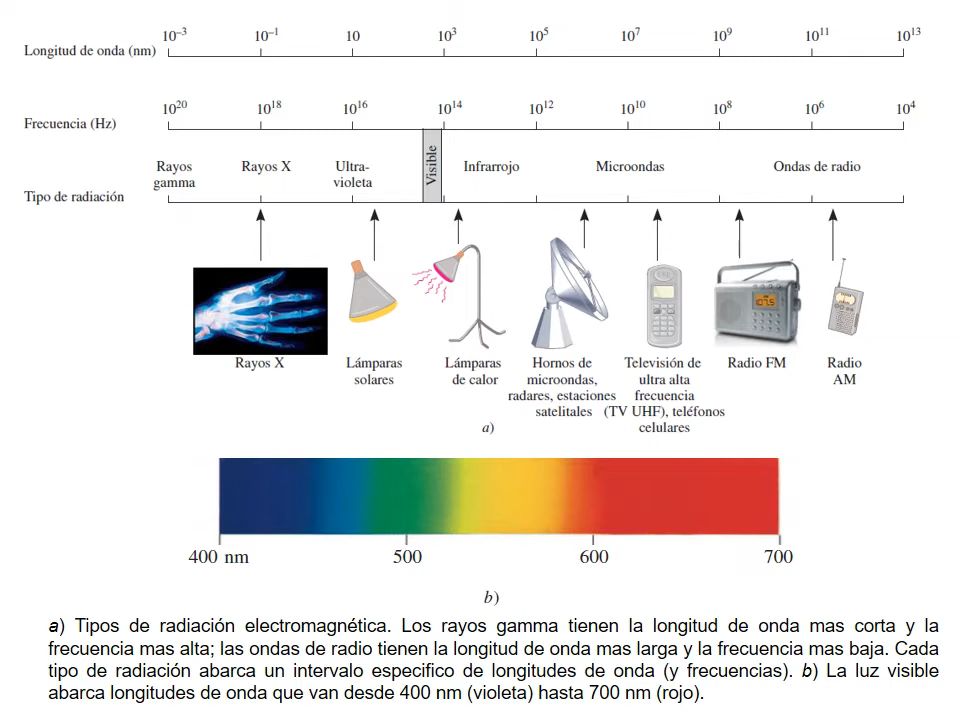 10⁻³ 10⁻¹ 10 10³ 10⁵ 10⁷ 10⁹ 10¹¹ 10¹³
Longitud de onda (nm)
10²⁰ 10¹⁸ 10¹⁶ 10¹⁴ 10¹² 10¹⁰ 10⁸ 10⁶ 10⁴
Frecuencia (Hz)
Rayos gamma
Rayos X
Ultra-violeta
Visible
Infrarrojo
Microondas
Ondas de radio
Tipo de radiación
107.5
Rayos X
Lámparas
solares
Lámparas
de calor
Hornos de
microondas,
radares, estaciones
satelitales
Televisión de
ultra alta
frecuencia
(TV UHF), teléfonos
celulares
Radio FM
Radio
AM
a)
400 nm 500 600 700
b)
a) Tipos de radiación electromagnética. Los rayos gamma tienen la longitud de onda mas corta y la
frecuencia mas alta; las ondas de radio tienen la longitud de onda mas larga y la frecuencia mas baja. Cada
tipo de radiación abarca un intervalo especifico de longitudes de onda (y frecuencias). b) La luz visible
abarca longitudes de onda que van desde 400 nm (violeta) hasta 700 nm (rojo).